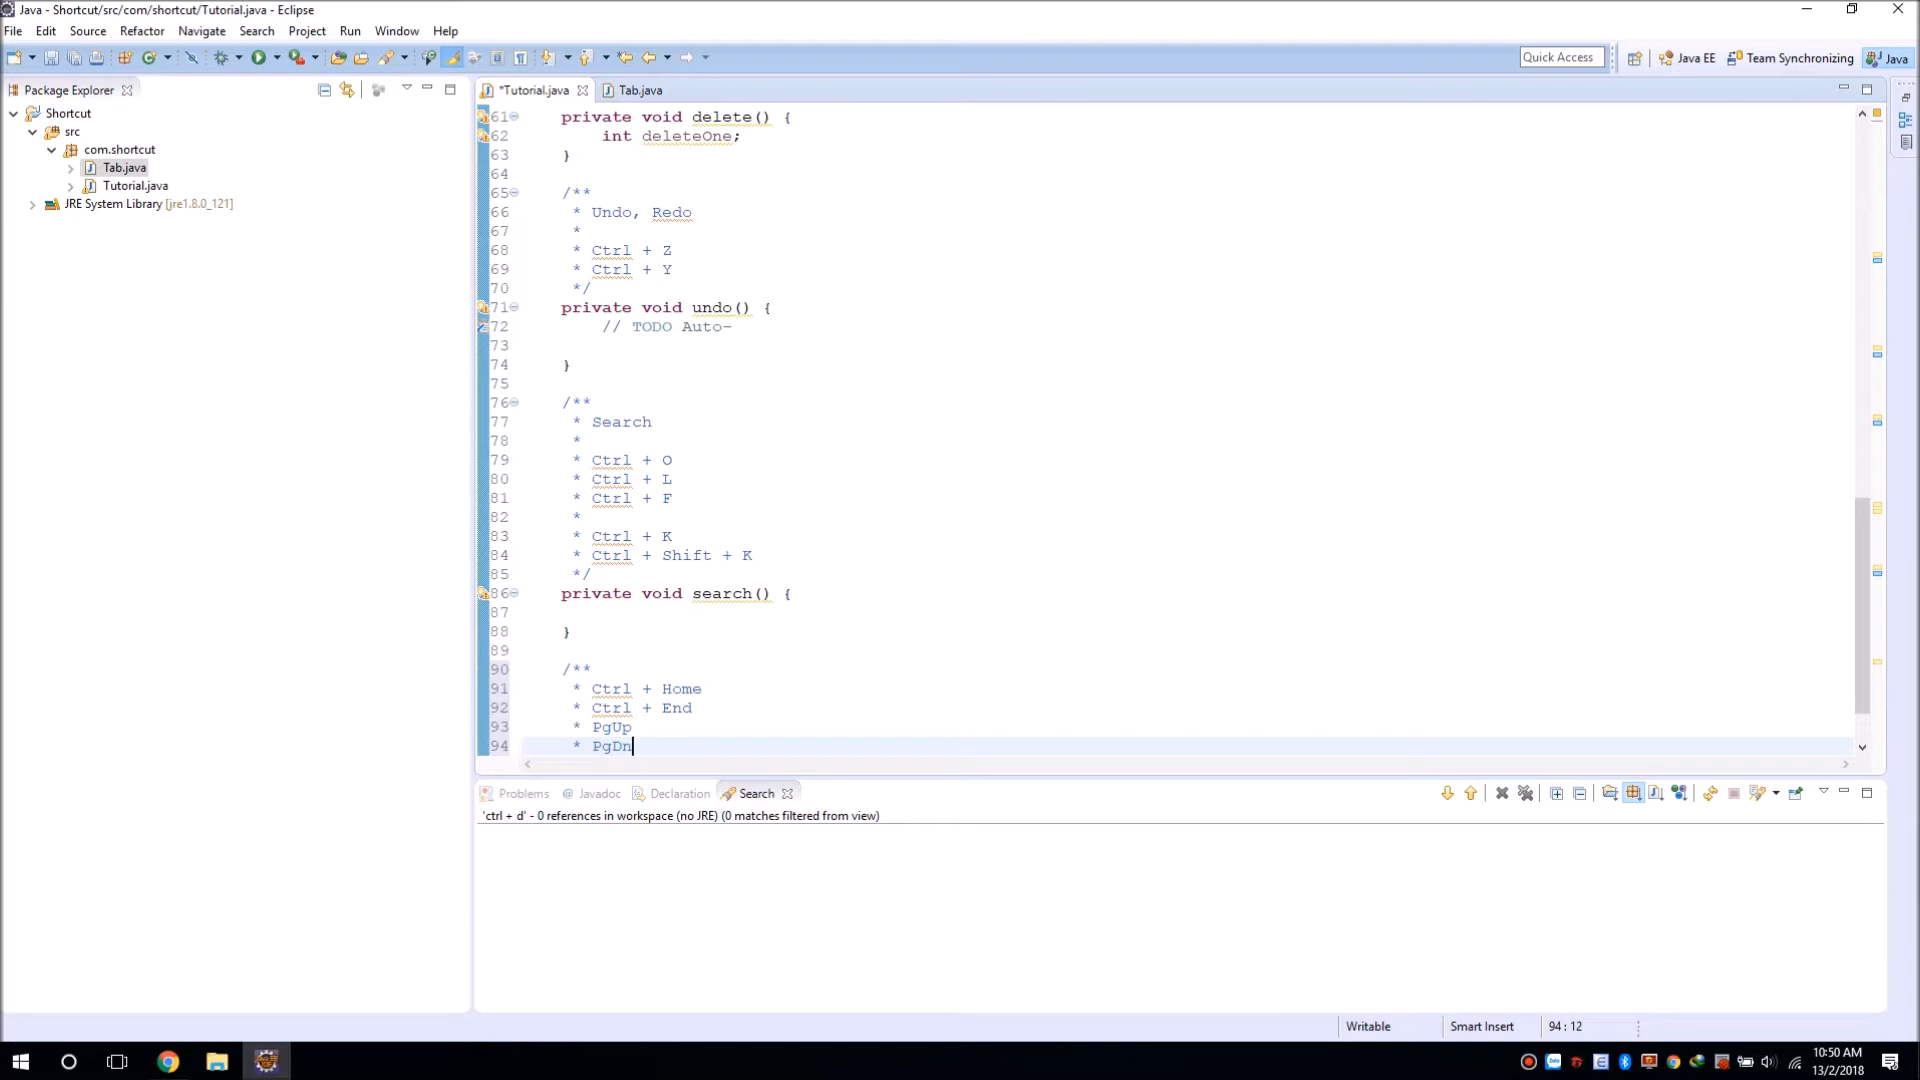 Java - Shortcut/src/com/shortcut/Tutorial.java - Eclipse
File Edit Source Refactor Navigate Search Project Run Window Help
Quick Access Java EE Team Synchronizing Java
Package Explorer
Shortcut
src
com.shortcut
Tab.java
Tutorial.java
JRE System Library [jre1.8.0_121]
*Tutorial.java Tab.java
61 private void delete() {
62 int deleteOne;
63 }
64
65 /**
66 * Undo, Redo
67 *
68 * Ctrl + Z
69 * Ctrl + Y
70 */
71 private void undo() {
72 // TODO Auto-
73
74 }
75
76 /**
77 * Search
78 *
79 * Ctrl + O
80 * Ctrl + L
81 * Ctrl + F
82 *
83 * Ctrl + K
84 * Ctrl + Shift + K
85 */
86 private void search() {
87
88 }
89
90 /**
91 * Ctrl + Home
92 * Ctrl + End
93 * PgUp
94 * PgDn
Problems Javadoc Declaration Search
'ctrl + d' - 0 references in workspace (no JRE) (0 matches filtered from view)
Writable Smart Insert 94 : 12
10:50 AM
13/2/2018